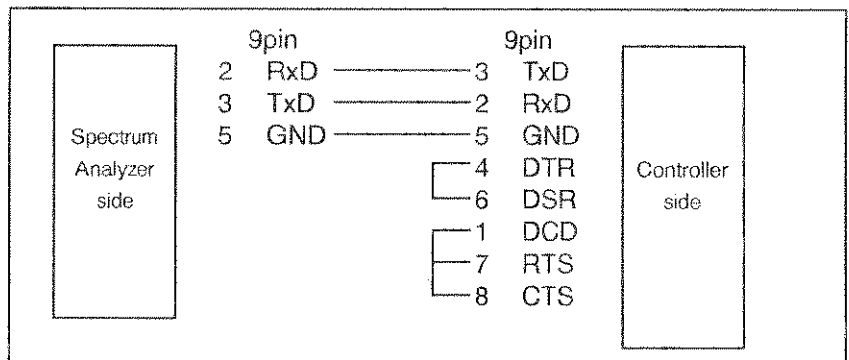 9pin 9pin
2 RxD 3 TxD
3 TxD 2 RxD
5 GND 5 GND
4 DTR
6 DSR
1 DCD
7 RTS
8 CTS
Spectrum
Analyzer
side
Controller
side